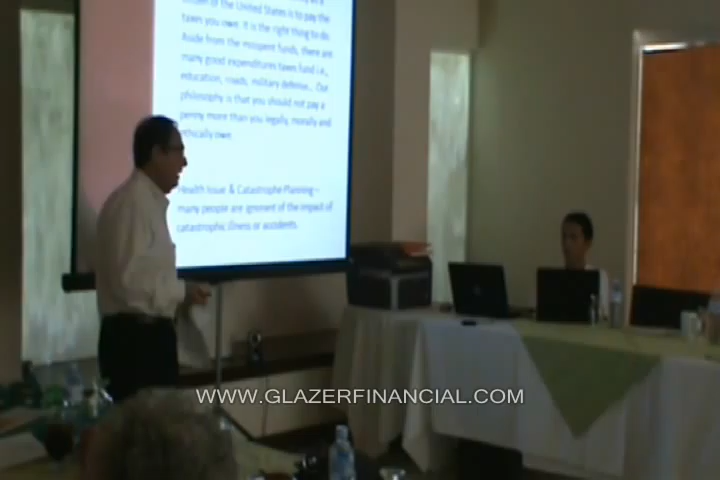 citizen of the United States is to pay the
taxes you owe. It is the right thing to do.
Aside from the misspent funds, there are
many good expenditures taxes fund i.e.,
education, roads, military defense... Our
philosophy is that you should not pay a
penny more than you legally, morally and
ethically owe.
Health Issue & Catastrophe Planning –
many people are ignorent of the impact of
catastrophic illness or accidents.
WWW.GLAZERFINANCIAL.COM